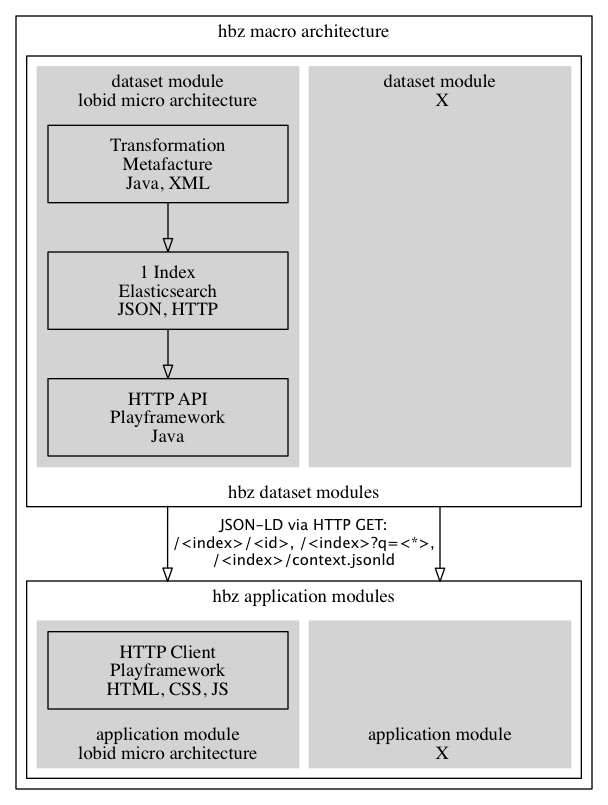 hbz macro architecture
dataset module
lobid micro architecture
Transformation
Metafacture
Java, XML
1 Index
Elasticsearch
JSON, HTTP
HTTP API
Playframework
Java
dataset module
X
hbz dataset modules
JSON-LD via HTTP GET:
/<index>/<id>, /<index>?q=<*>,
/<index>/context.jsonld
hbz application modules
HTTP Client
Playframework
HTML, CSS, JS
application module
lobid micro architecture
application module
X